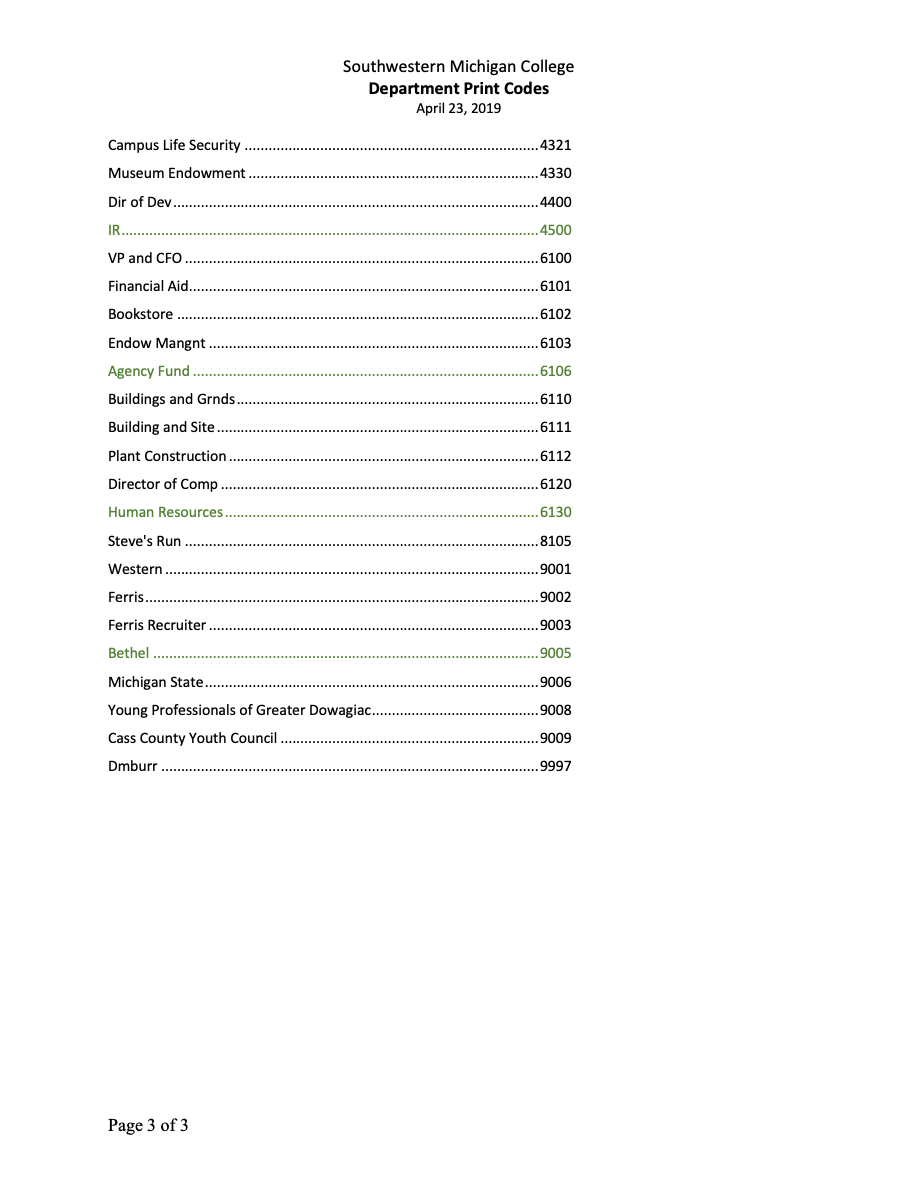 Southwestern Michigan College
Department Print Codes
April 23, 2019
Campus Life Security ........................................................................ 4321
Museum Endowment ....................................................................... 4330
Dir of Dev.......................................................................................... 4400
IR....................................................................................................... 4500
VP and CFO ....................................................................................... 6100
Financial Aid...................................................................................... 6101
Bookstore ......................................................................................... 6102
Endow Mangnt ................................................................................. 6103
Agency Fund ..................................................................................... 6106
Buildings and Grnds.......................................................................... 6110
Building and Site ............................................................................... 6111
Plant Construction ............................................................................ 6112
Director of Comp .............................................................................. 6120
Human Resources ............................................................................. 6130
Steve's Run ....................................................................................... 8105
Western ............................................................................................ 9001
Ferris................................................................................................. 9002
Ferris Recruiter ................................................................................. 9003
Bethel ............................................................................................... 9005
Michigan State .................................................................................. 9006
Young Professionals of Greater Dowagiac......................................... 9008
Cass County Youth Council ............................................................... 9009
Dmburr ............................................................................................. 9997
Page 3 of 3